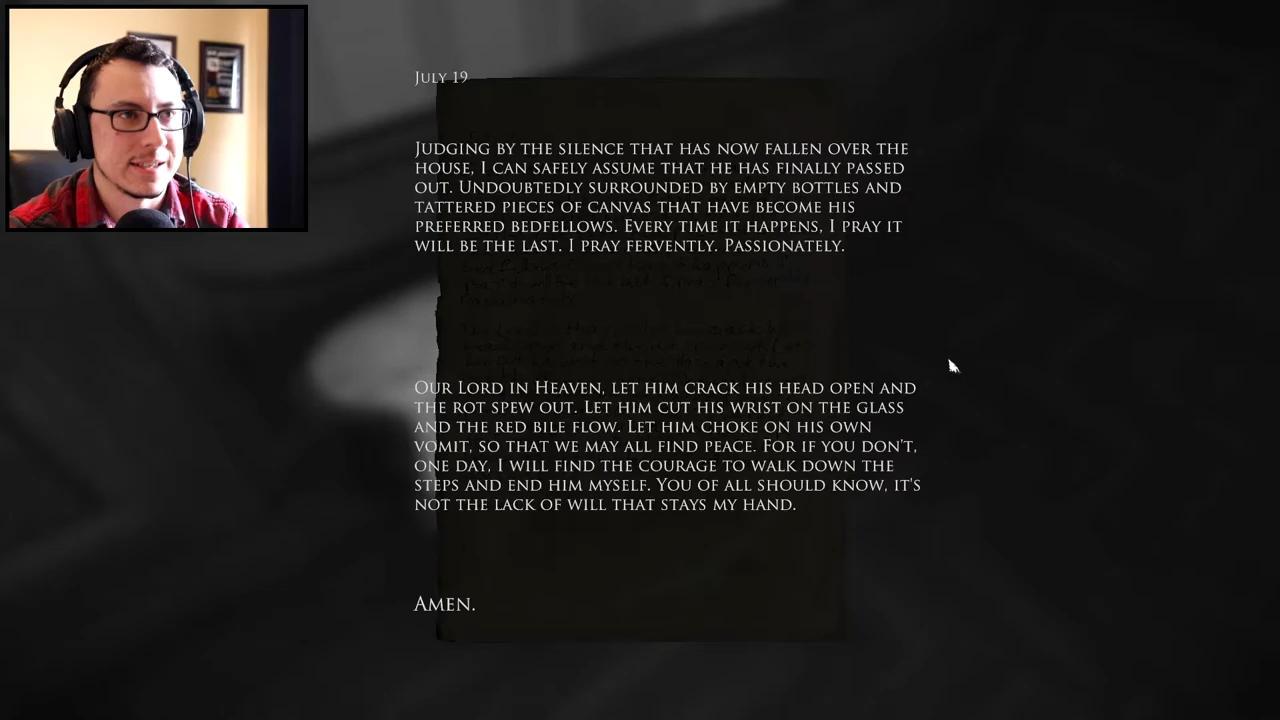 July 19
Judging by the silence that has now fallen over the
house, I can safely assume that he has finally passed
out. Undoubtedly surrounded by empty bottles and
tattered pieces of canvas that have become his
preferred bedfellows. Every time it happens, I pray it
will be the last. I pray fervently. Passionately.
Our Lord in Heaven, let him crack his head open and
the rot spew out. Let him cut his wrist on the glass
and the red bile flow. Let him choke on his own
vomit, so that we may all find peace. For if you don't,
one day, I will find the courage to walk down the
steps and end him myself. You of all should know, it's
not the lack of will that stays my hand.
Amen.